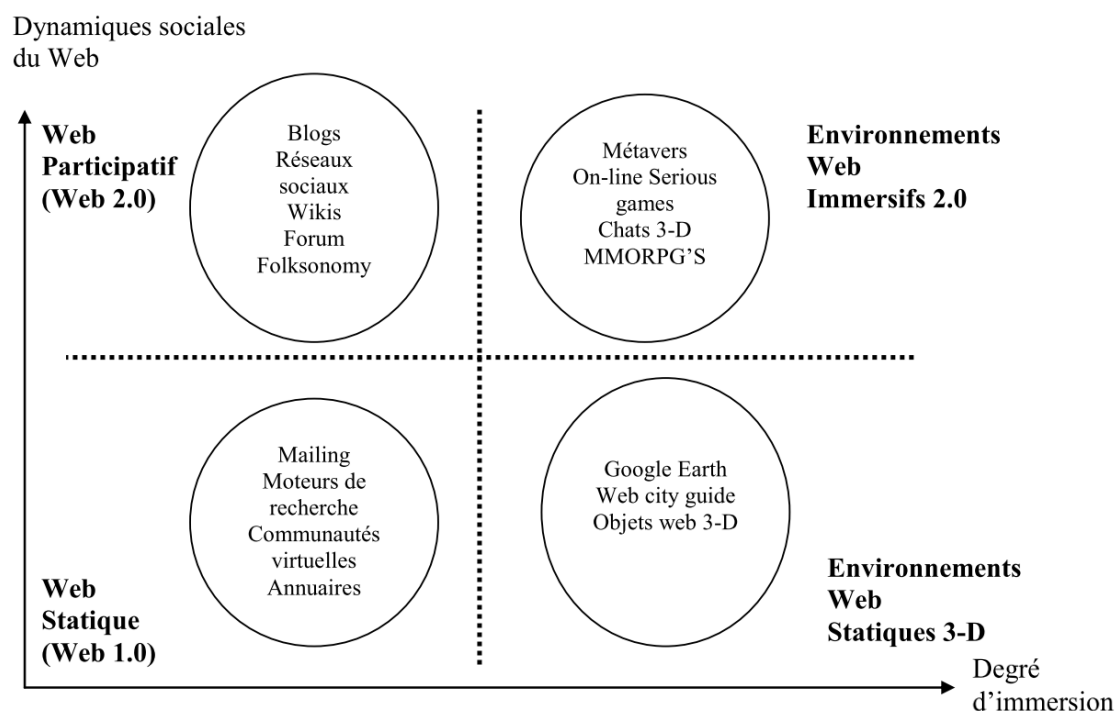 Dynamiques sociales
du Web
Web
Participatif
(Web 2.0)
Blogs
Réseaux
sociaux
Wikis
Forum
Folksonomy
Métavers
On-line Serious
games
Chats 3-D
MMORPG'S
Environnements
Web
Immersifs 2.0
Web
Statique
(Web 1.0)
Mailing
Moteurs de
recherche
Communautés
virtuelles
Annuaires
Google Earth
Web city guide
Objets web 3-D
Environnements
Web
Statiques 3-D
Degré
d'immersion